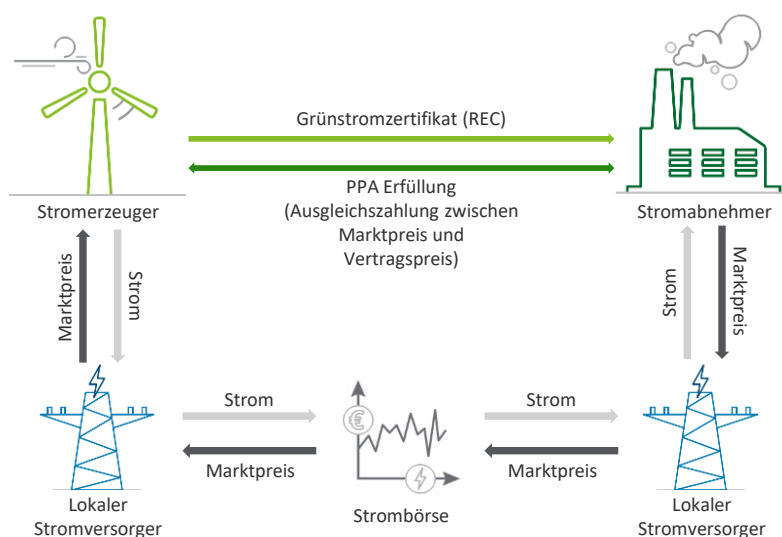 Grünstromzertifikat (REC)
PPA Erfüllung
(Ausgleichszahlung zwischen
Marktpreis und
Vertragspreis)
Stromerzeuger
Stromabnehmer
Marktpreis
Strom
Strom
Marktpreis
Strom
Marktpreis
€
Strom
Marktpreis
Lokaler
Stromversorger
Strombörse
Lokaler
Stromversorger